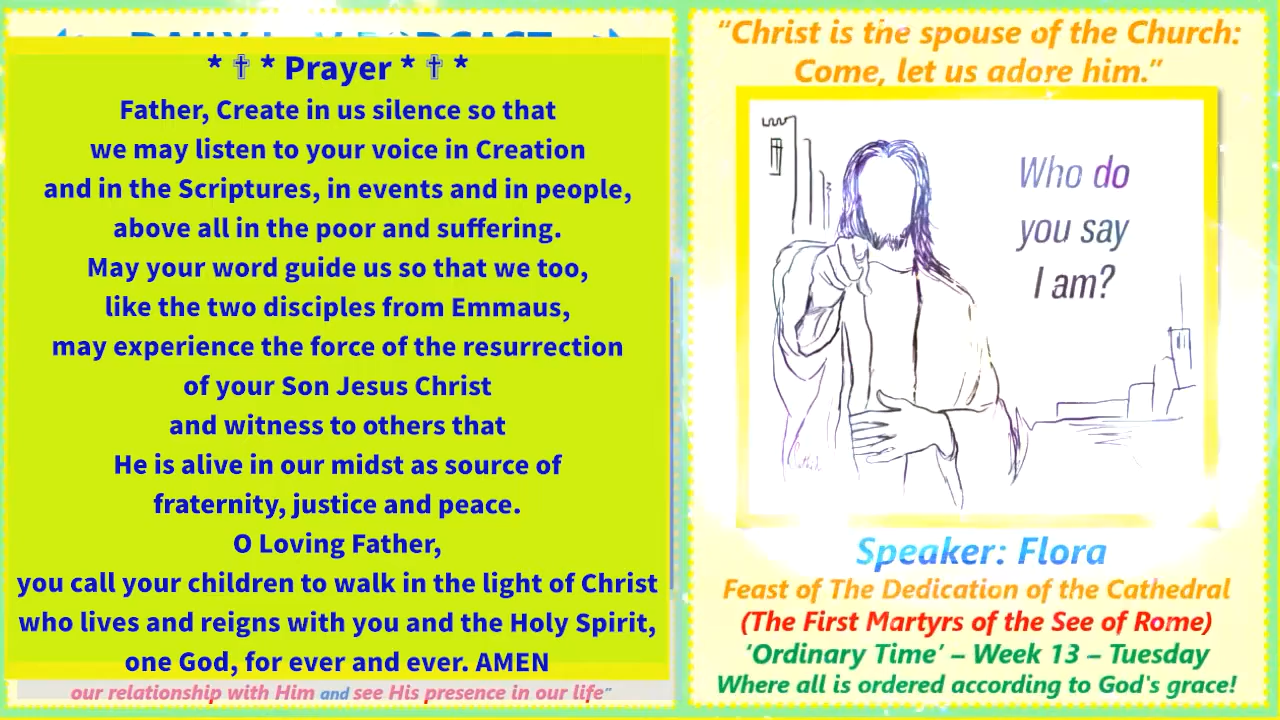 * ✝ * Prayer * ✝ *
Father, Create in us silence so that
we may listen to your voice in Creation
and in the Scriptures, in events and in people,
above all in the poor and suffering.
May your word guide us so that we too,
like the two disciples from Emmaus,
may experience the force of the resurrection
of your Son Jesus Christ
and witness to others that
He is alive in our midst as source of
fraternity, justice and peace.
O Loving Father,
you call your children to walk in the light of Christ
who lives and reigns with you and the Holy Spirit,
one God, for ever and ever. AMEN
our relationship with Him and see His presence in our life”
“Christ is the spouse of the Church:
Come, let us adore him.”
Who do
you say
I am?
Speaker: Flora
Feast of The Dedication of the Cathedral
(The First Martyrs of the See of Rome)
‘Ordinary Time’ – Week 13 – Tuesday
Where all is ordered according to God's grace!